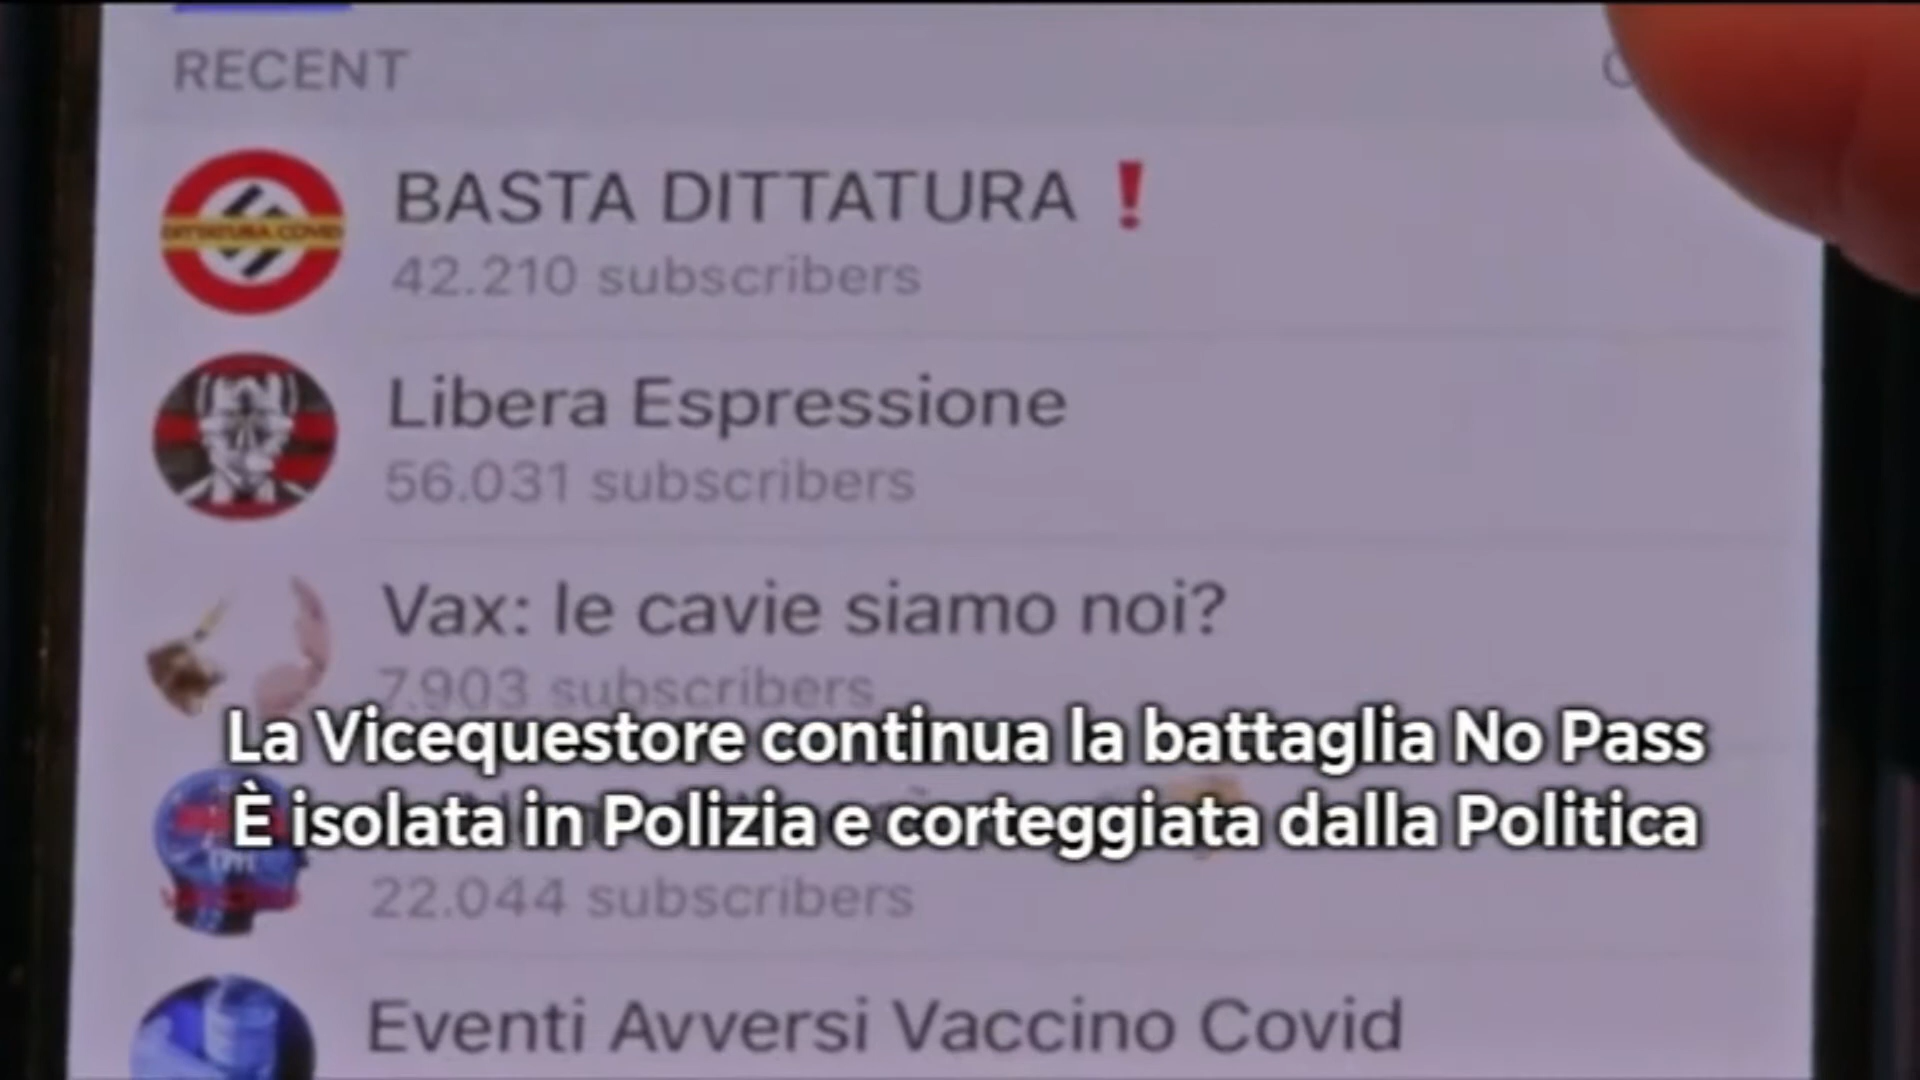 RECENT
BASTA DITTATURA ❗
DITTATURA COVID
42.210 subscribers
Libera Espressione
56.031 subscribers
Vax: le cavie siamo noi?
7.903 subscribers
La Vicequestore continua la battaglia No Pass
È isolata in Polizia e corteggiata dalla Politica
22.044 subscribers
Eventi Avversi Vaccino Covid